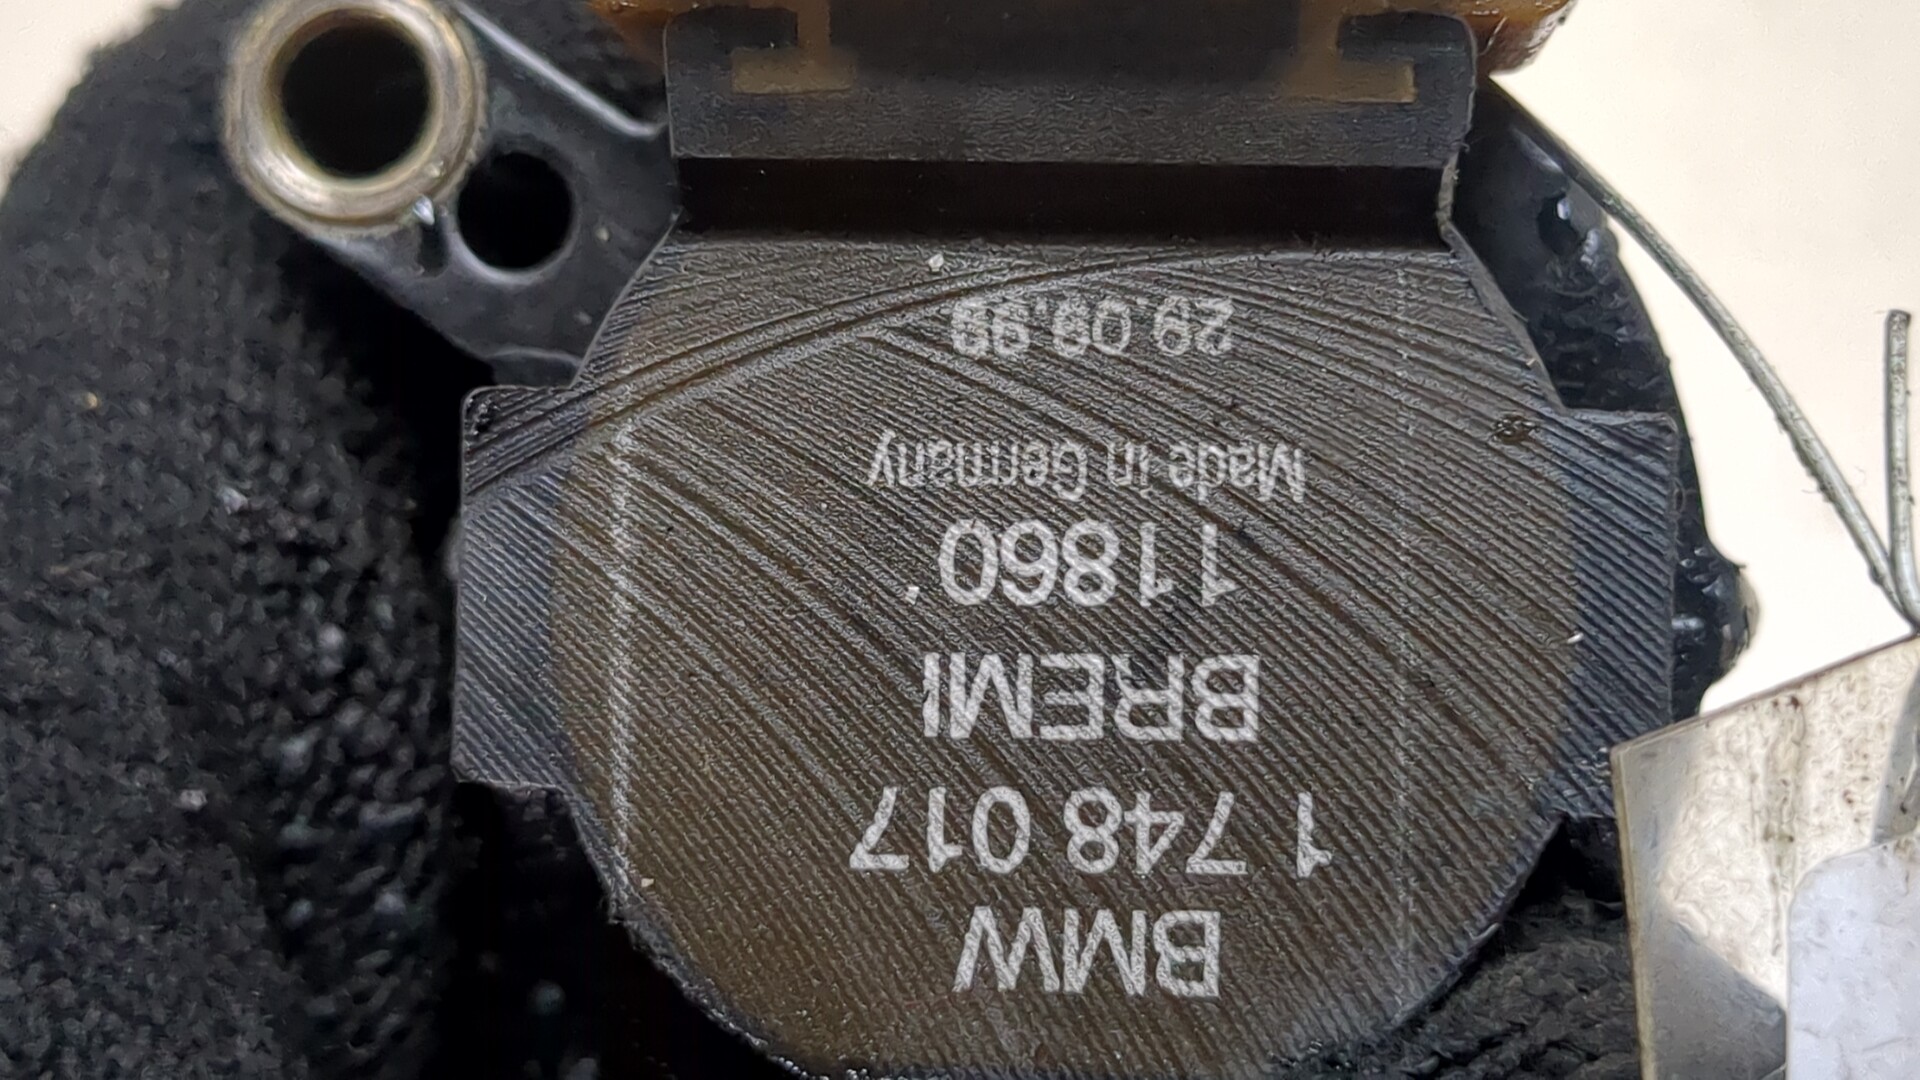 BMW
1 748 017
BREMI
11860
Made in Germany
29.09.99